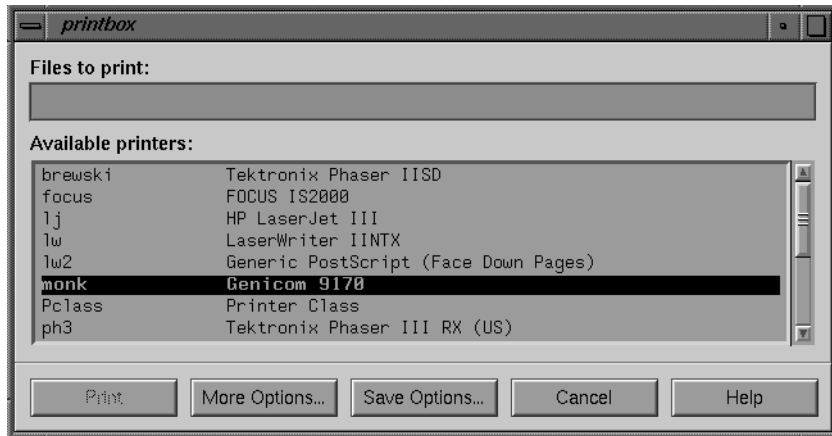 printbox
Files to print:
Available printers:
brewski Tektronix Phaser IISD
focus FOCUS IS2000
lj HP LaserJet III
lw LaserWriter IINTX
lw2 Generic PostScript (Face Down Pages)
monk Genicom 9170
Pclass Printer Class
ph3 Tektronix Phaser III RX (US)
Print More Options... Save Options... Cancel Help